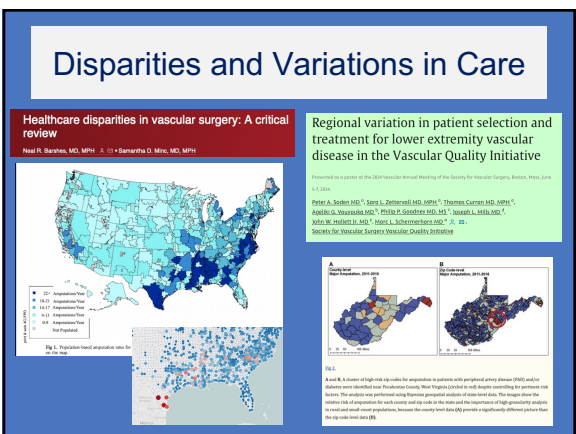 Disparities and Variations in Care
Healthcare disparities in vascular surgery: A critical
review
Neal R. Barshes, MD, MPH • Samantha D. Minc, MD, MPH
Regional variation in patient selection and
treatment for lower extremity vascular
disease in the Vascular Quality Initiative
Presented as a poster at the 2014 Vascular Annual Meeting of the Society for Vascular Surgery, Boston, Mass, June
5-7, 2014.
Peter A. Soden MD, Sara L. Zettervall MD, MPH, Thomas Curran MD, MPH,
Ageliki G. Vouyouka MD, Philip P. Goodney MD, MS, Joseph L. Mills MD,
John W. Hallett Jr. MD, Marc L. Schermerhorn MD
Society for Vascular Surgery Vascular Quality Initiative
22+ Amputations/Year
18-21 Amputations/Year
14-17 Amputations/Year
9-13 Amputations/Year
0-8 Amputations/Year
Not Populated
Fig 1. Population-based amputation rates for
on the map.
A
County-level
Major Amputation, 2011-2016
B
Zip Code-level
Major Amputation, 2011-2016
Fig 2.
A and B, A cluster of high-risk zip codes for amputation in patients with peripheral artery disease (PAD) and/or
diabetes were identified near Pocahontas County, West Virginia (circled in red) despite controlling for pertinent risk
factors. The analysis was performed using Bayesian geospatial analysis of state-level data. The images show the
relative risk of amputation for each county and zip code in the state and the importance of high-granularity analysis
in rural and small count populations, because the county level data (A) provide a significantly different picture than
the zip code level data (B).